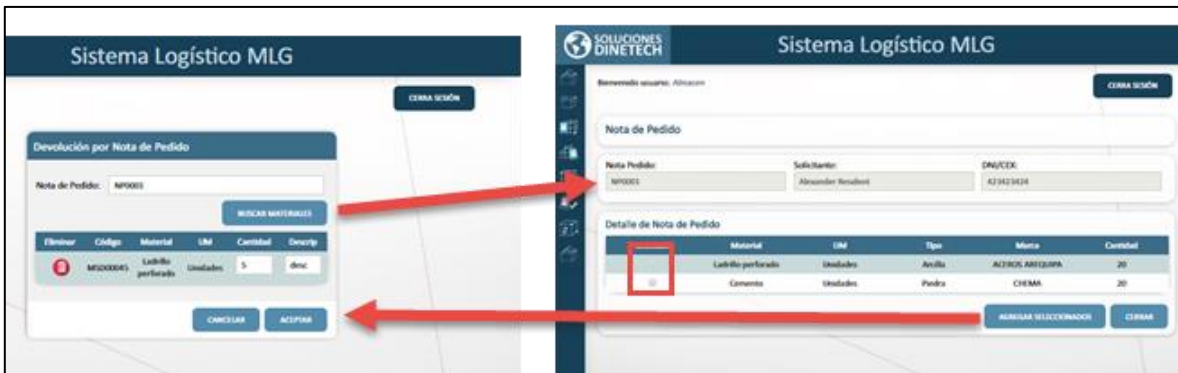 Sistema Logístico MLG
CERRA SESIÓN
Devolución por Nota de Pedido
Nota de Pedido: NP0003
BUSCAR MATERIALES
Eliminar Código Material UM Cantidad Descrip
MSD00045 Ladrillo perforado Unidades 5 desc
CANCELAR ACEPTAR
SOLUCIONES
DINETECH
Sistema Logístico MLG
Bienvenido usuario: Almacen
CERRA SESIÓN
Nota de Pedido
Nota Pedido: Solicitante: DNI/CEX:
NP0003 Alexander Resident 423423424
Detalle de Nota de Pedido
Material UM Tipo Marca Cantidad
Ladrillo perforado Unidades Arcilla ACEROS AREQUIPA 20
Cemento Unidades Piedra CHEMA 20
AGREGAR SELECCIONADOS CERRAR